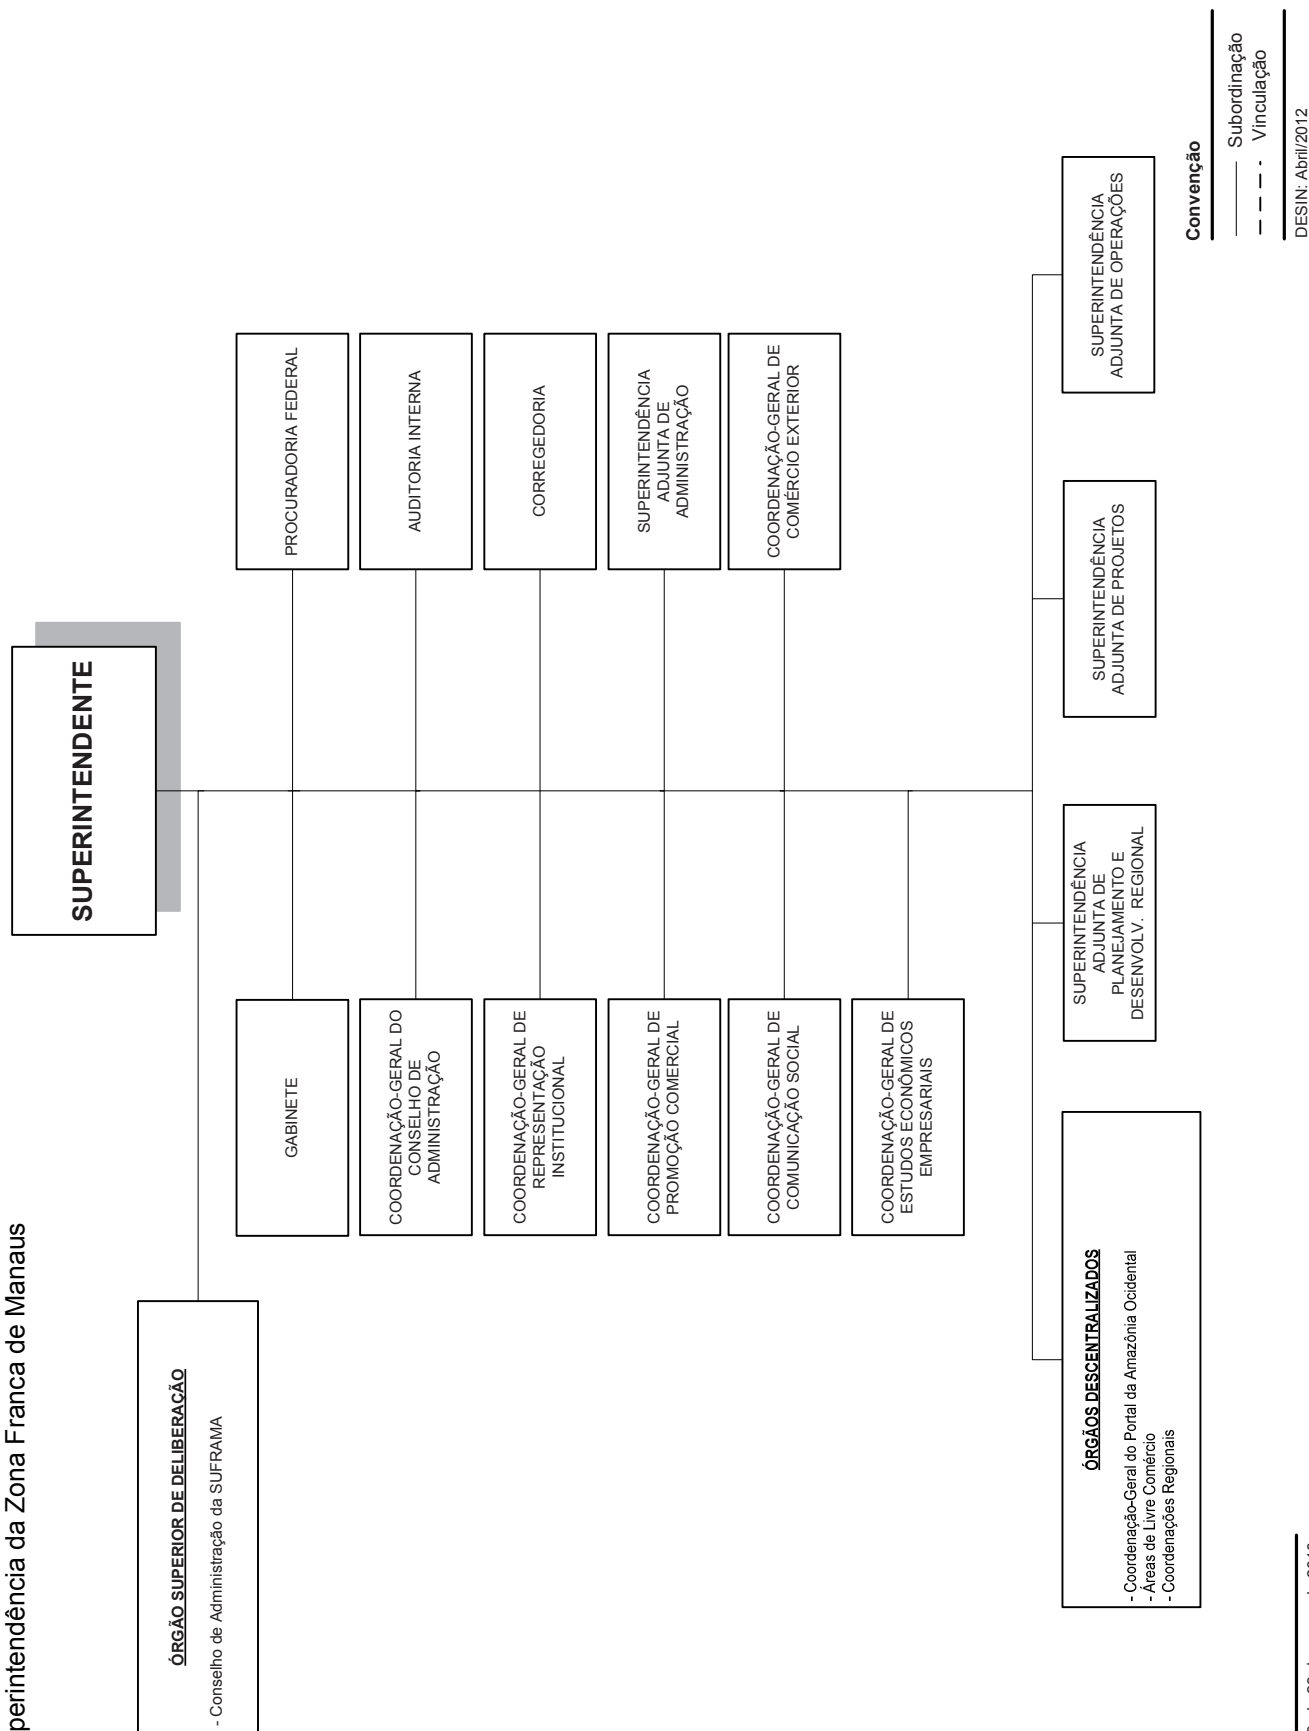 Zona Franca de Manaus
SUPERINTENDENTE
ÓRGÃO SUPERIOR DE DELIBERAÇÃO
- Conselho de Administração da SUFRAMA
GABINETE
PROCURADORIA FEDERAL
COORDENAÇÃO-GERAL DO
CONSELHO DE
ADMINISTRAÇÃO
AUDITORIA INTERNA
COORDENAÇÃO-GERAL DE
REPRESENTAÇÃO
INSTITUCIONAL
CORREGEDORIA
COORDENAÇÃO-GERAL DE
PROMOÇÃO COMERCIAL
SUPERINTENDÊNCIA
ADJUNTA DE
ADMINISTRAÇÃO
COORDENAÇÃO-GERAL DE
COMUNICAÇÃO SOCIAL
COORDENAÇÃO-GERAL DE
COMÉRCIO EXTERIOR
COORDENAÇÃO-GERAL DE
ESTUDOS ECONÔMICOS
EMPRESARIAIS
ÓRGÃOS DESCENTRALIZADOS
- Coordenação-Geral do Portal da Amazônia Ocidental
- Áreas de Livre Comércio
- Coordenações Regionais
SUPERINTENDÊNCIA
ADJUNTA DE
PLANEJAMENTO E
DESENVOLV. REGIONAL
SUPERINTENDÊNCIA
ADJUNTA DE PROJETOS
SUPERINTENDÊNCIA
ADJUNTA DE OPERAÇÕES
Convenção
Subordinação
Vinculação
DESIN: Abril/2012